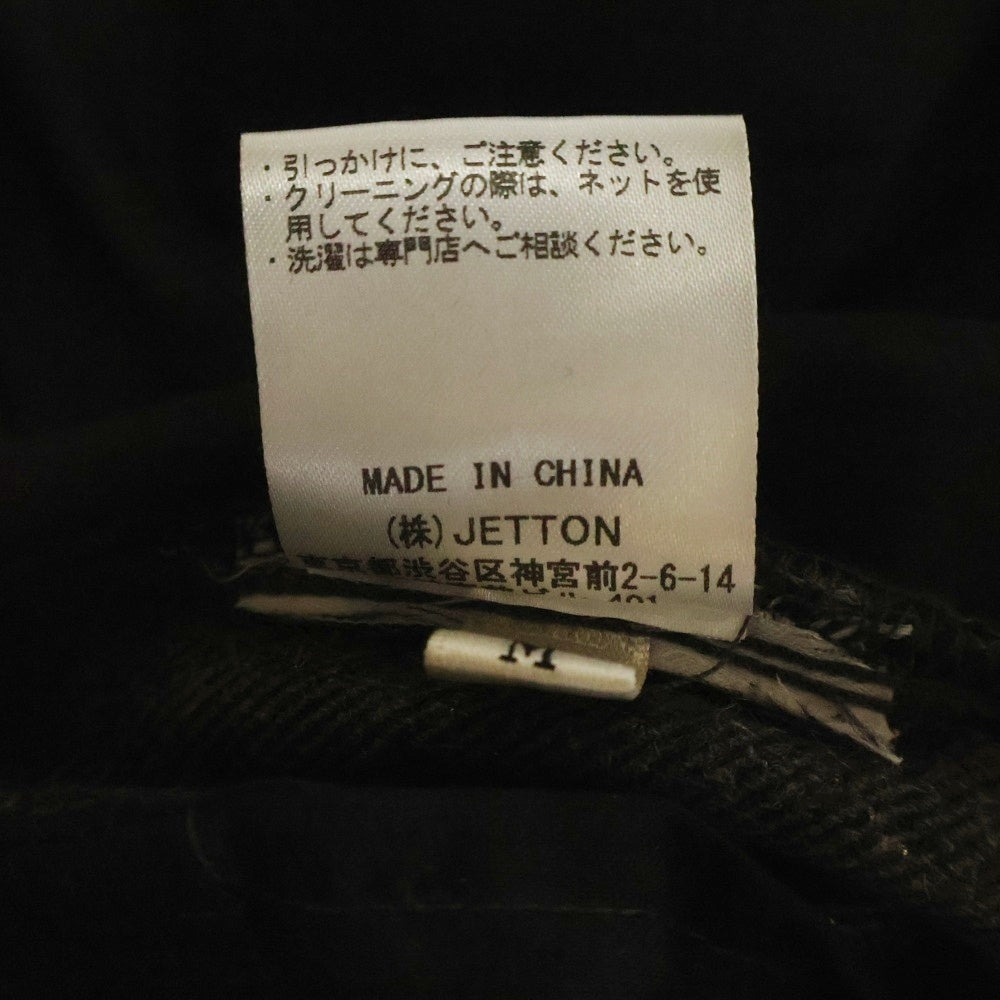 ・引っかけに、ご注意ください。
・クリーニングの際は、ネットを使
用してください。
・洗濯は専門店へご相談ください。
MADE IN CHINA
(株)JETTON
東京都渋谷区神宮前2-6-14
M